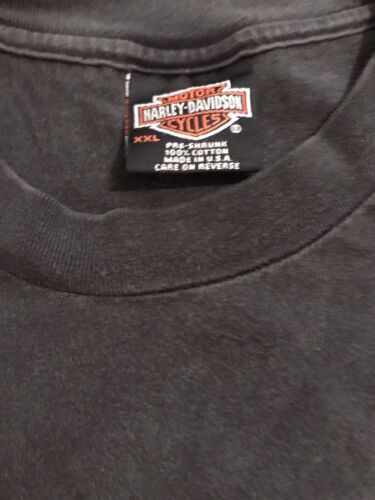 MOTOR
HARLEY-DAVIDSON
CYCLES
®
XXL
PRE-SHRUNK
100% COTTON
MADE IN U.S.A.
CARE ON REVERSE